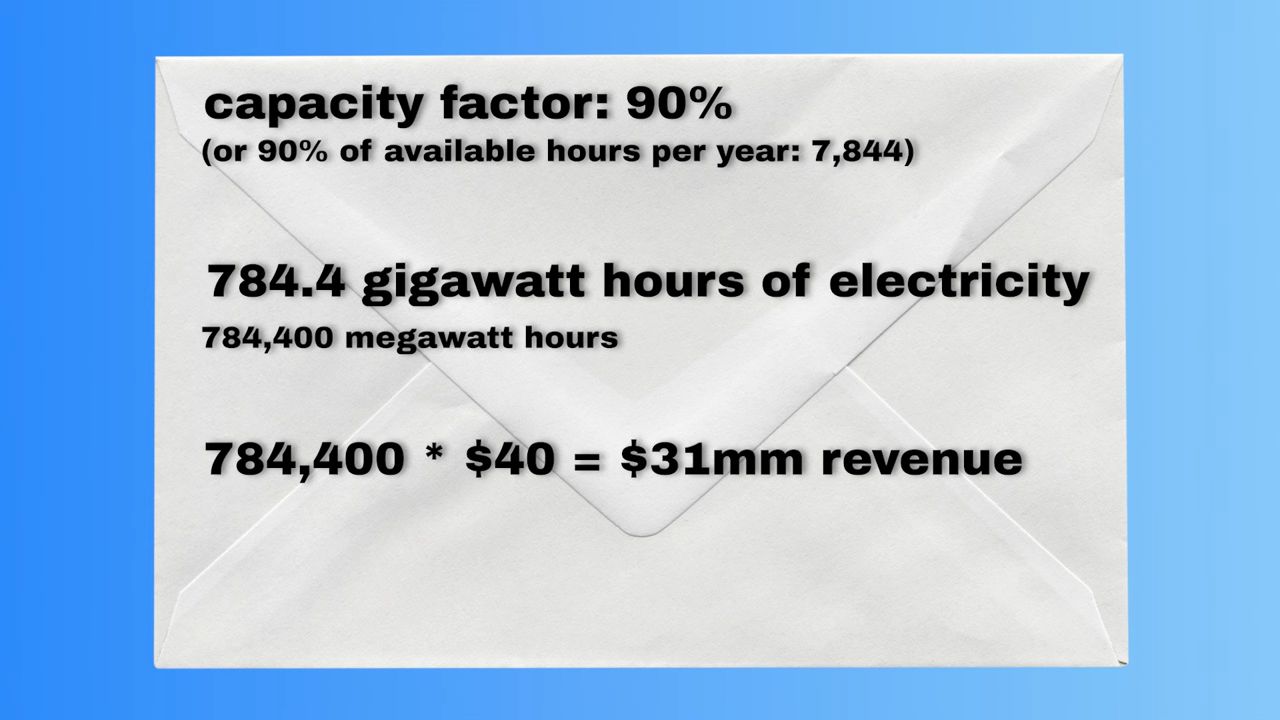 capacity factor: 90%
(or 90% of available hours per year: 7,844)
784.4 gigawatt hours of electricity
784,400 megawatt hours
784,400 * $40 = $31mm revenue